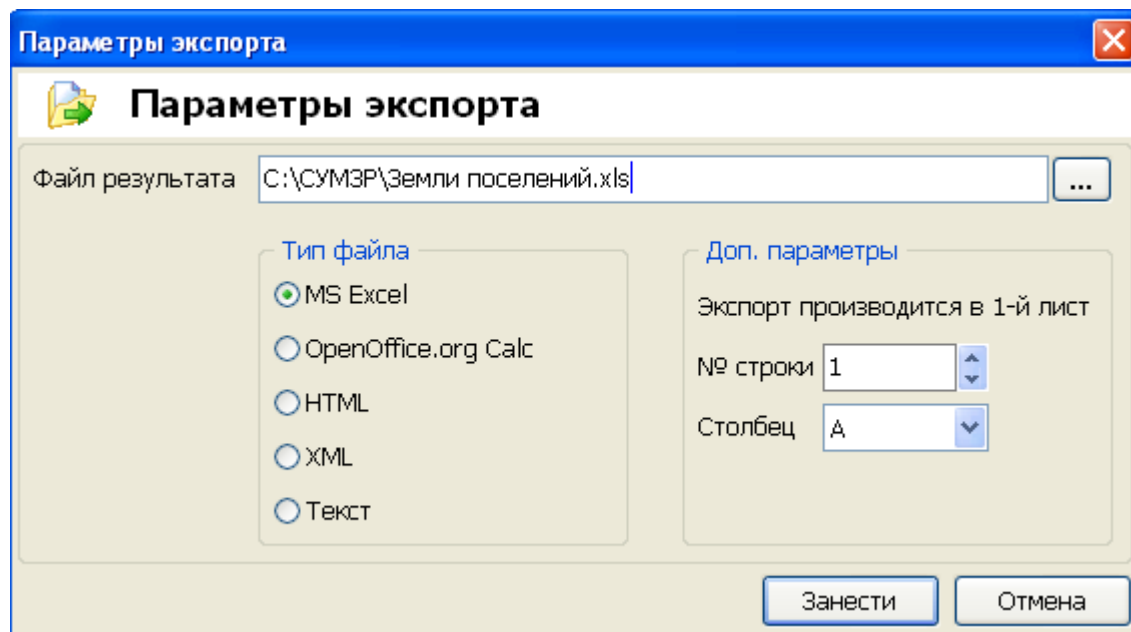 Параметры экспорта
Параметры экспорта
Файл результата C:\СУМЗР\Земли поселений.xls ...
Тип файла
MS Excel
OpenOffice.org Calc
HTML
XML
Текст
Доп. параметры
Экспорт производится в 1-й лист
№ строки 1
Столбец A
Занести Отмена